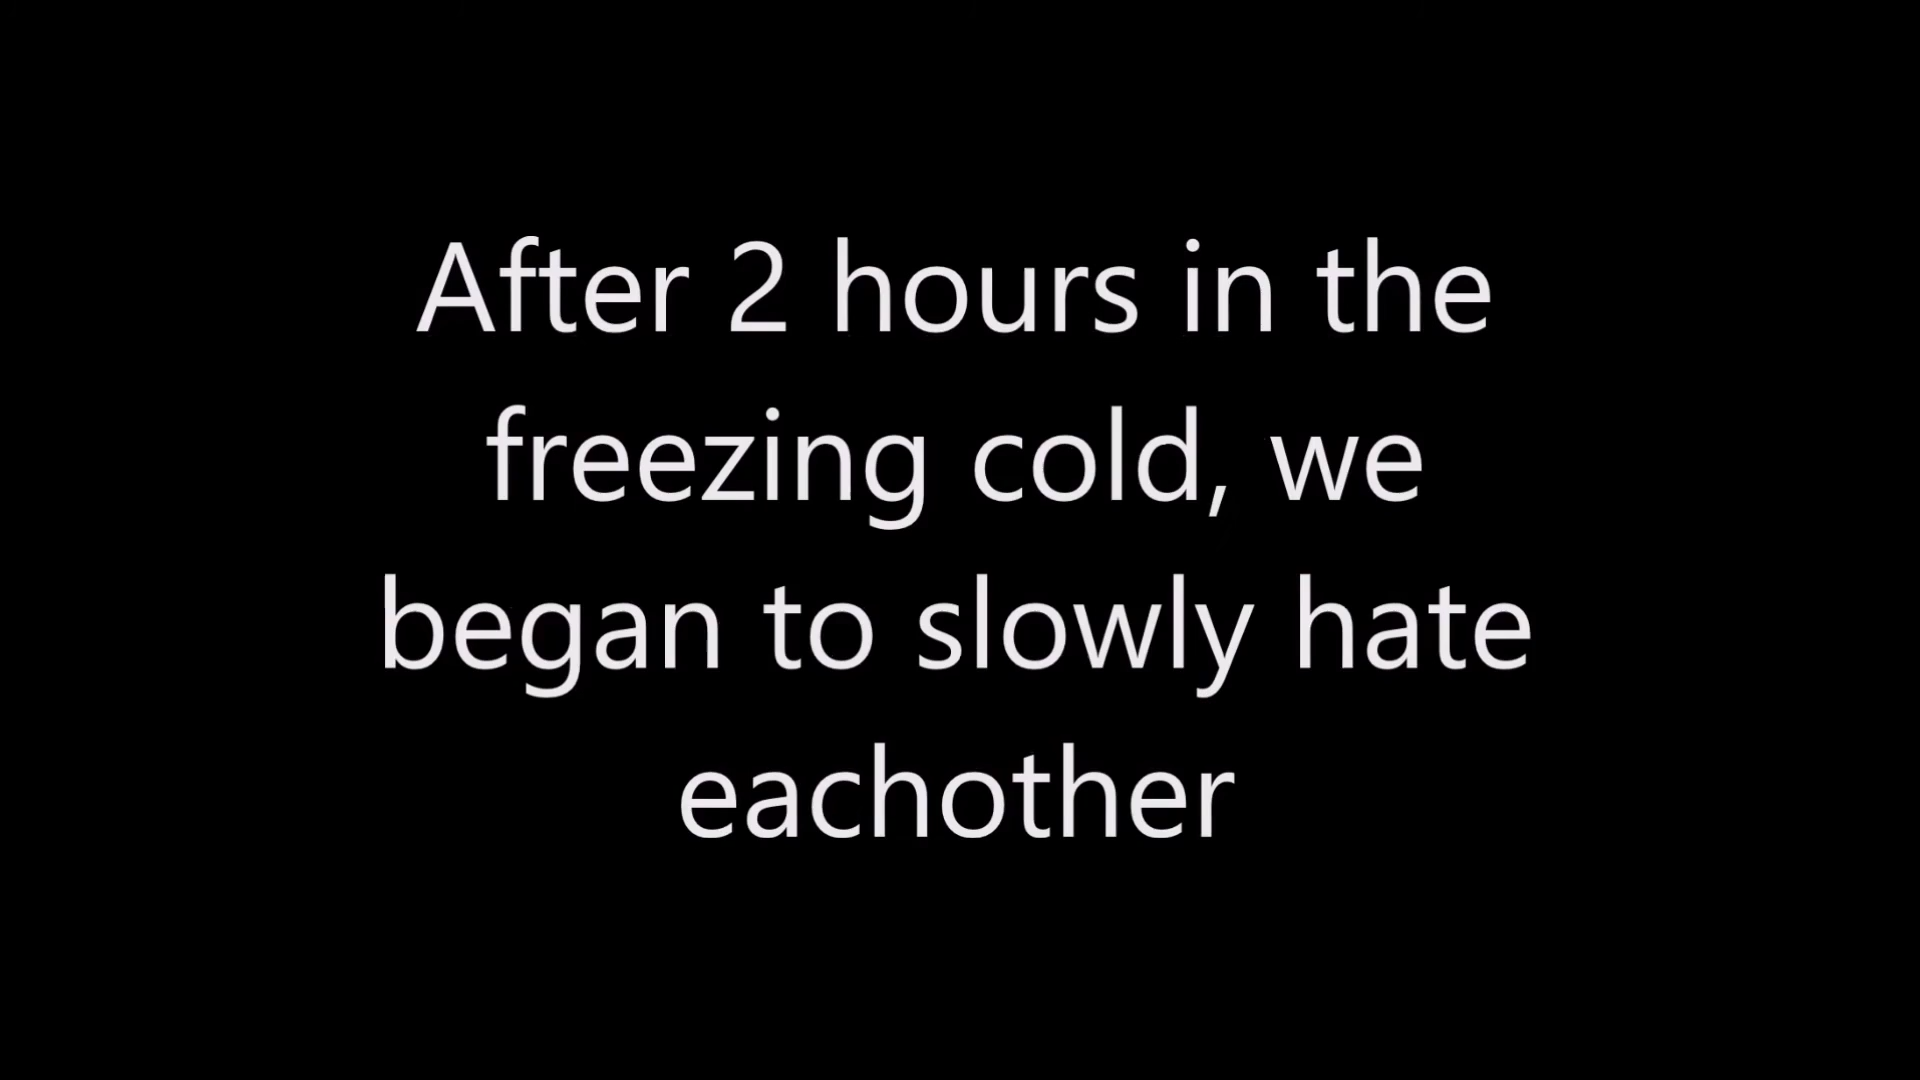 After 2 hours in the
freezing cold, we
began to slowly hate
eachother